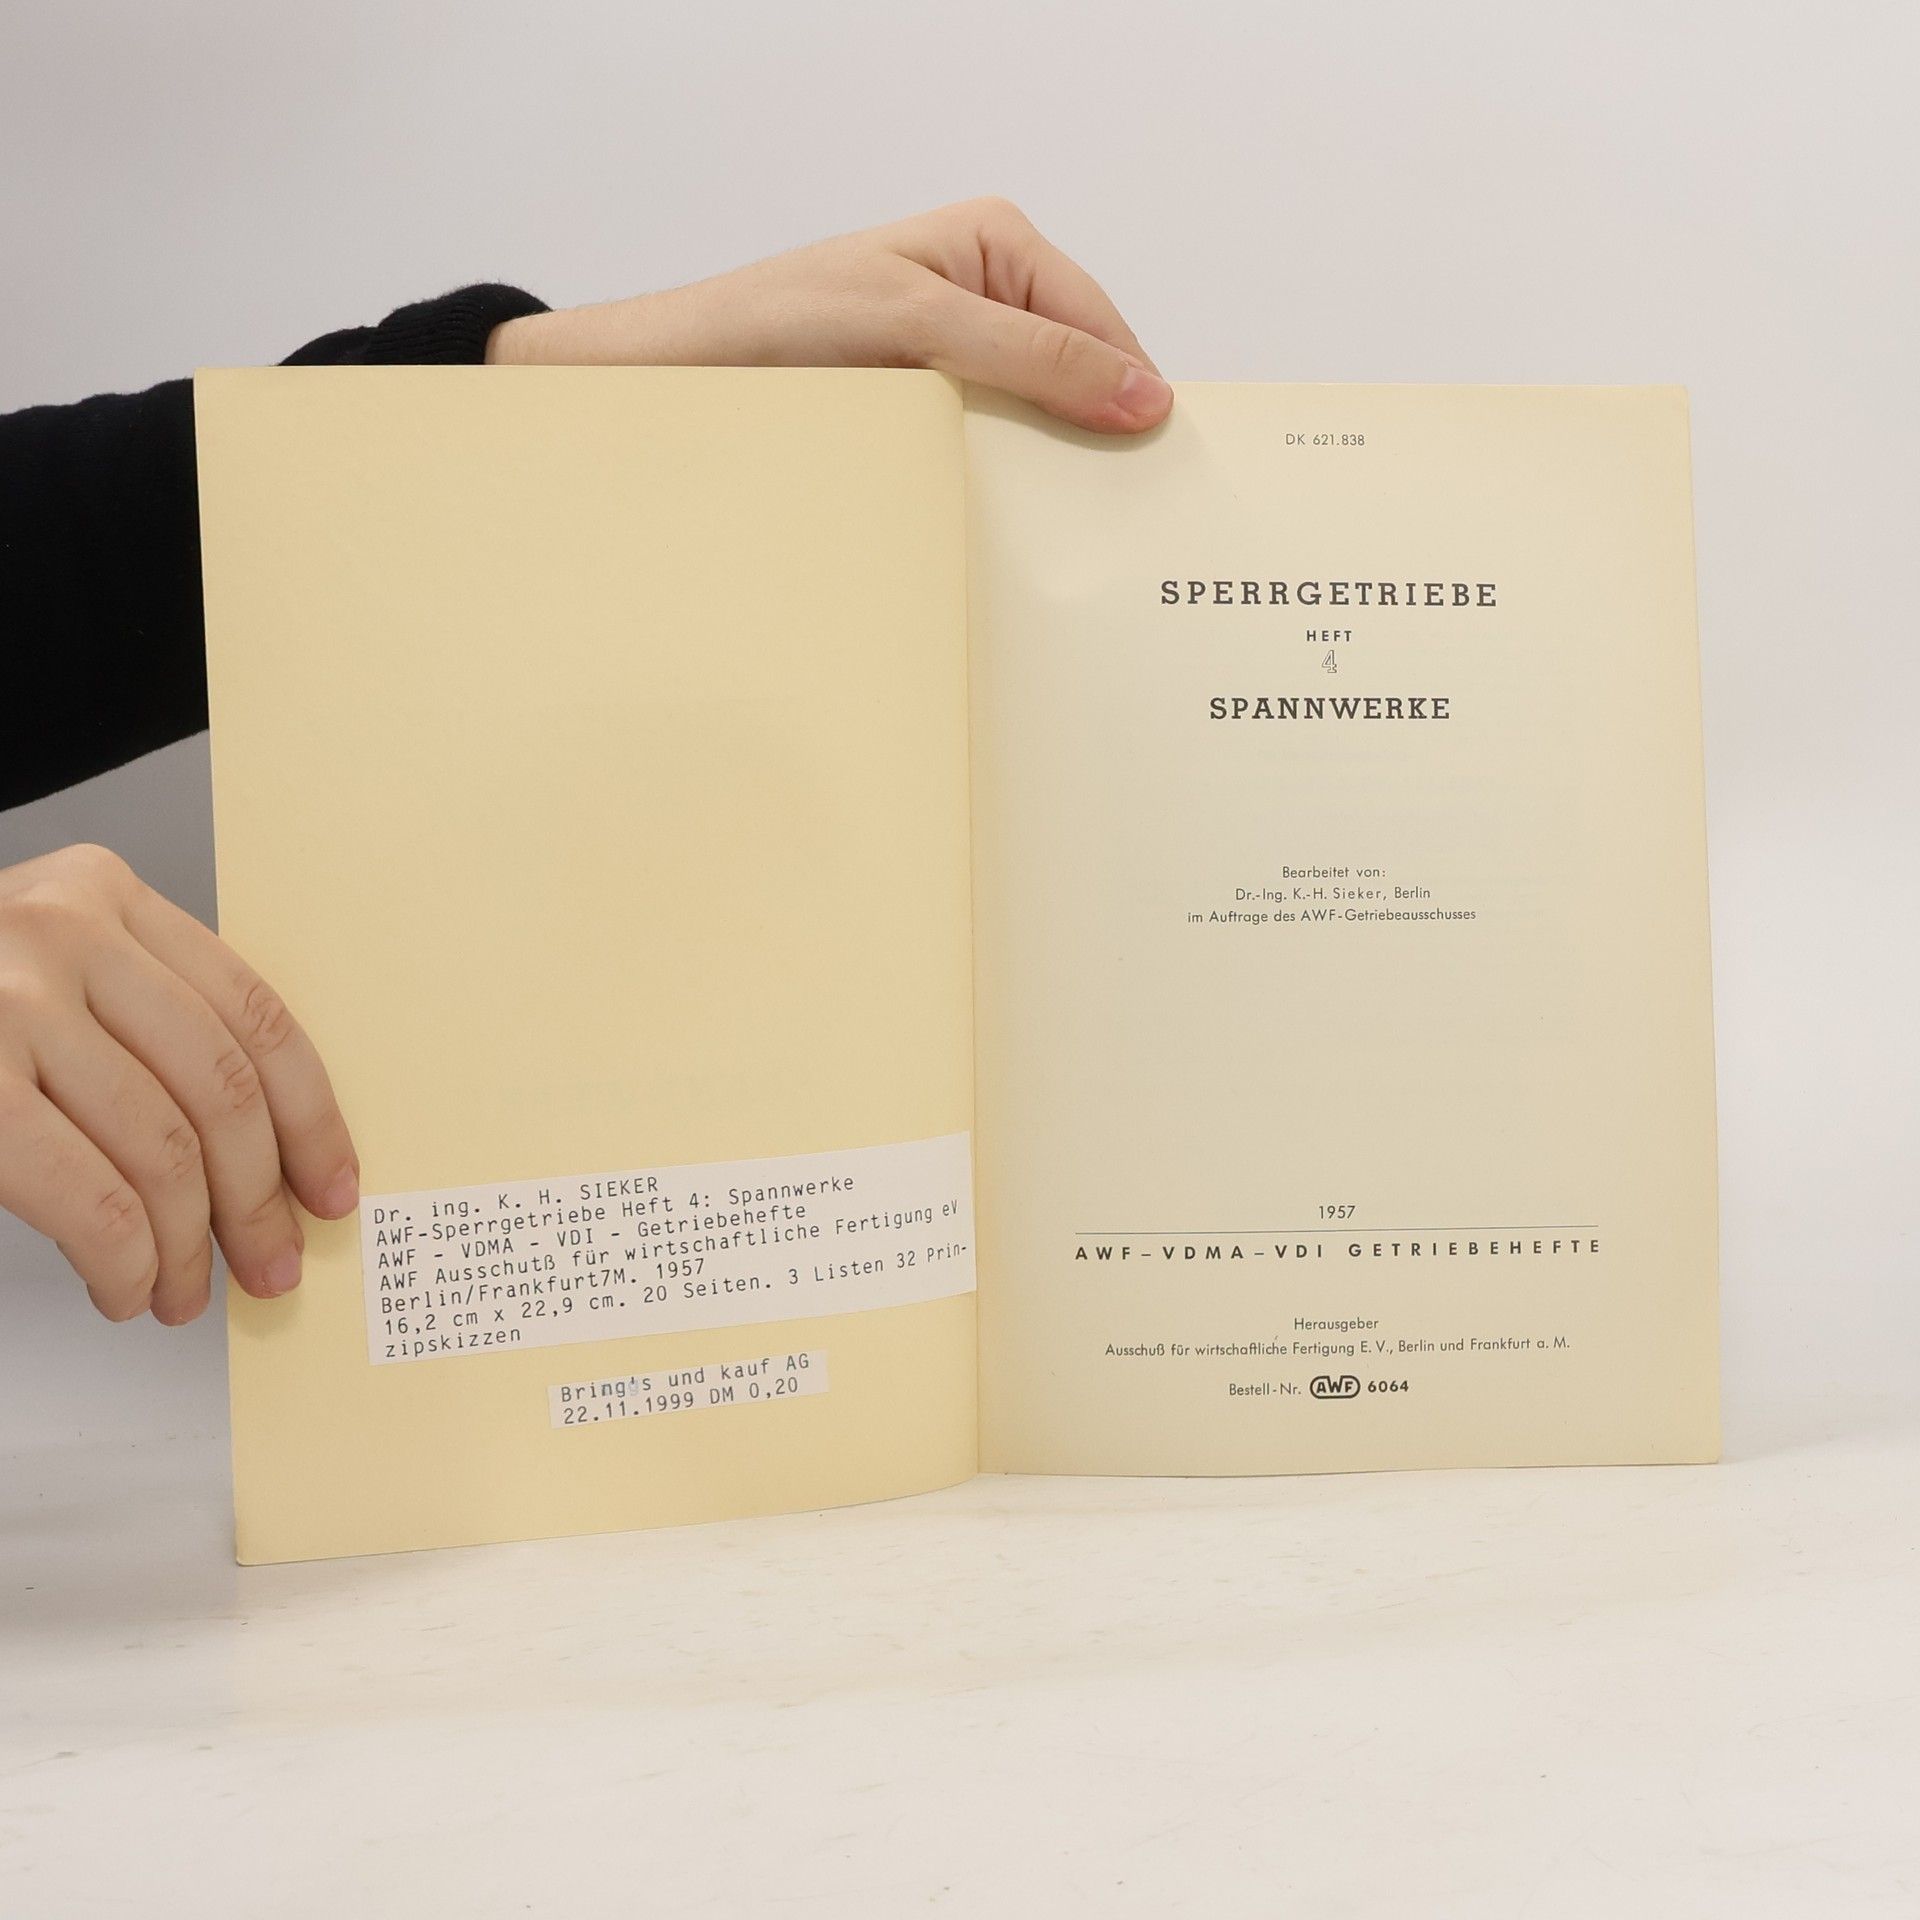 Dr. ing. K. H. SIEKER
AWF-Sperrgetriebe Heft 4: Spannwerke
AWF - VDMA - VDI - Getriebehefte
AWF Ausschutß für wirtschaftliche Fertigung eV
Berlin/Frankfurt7M. 1957
16,2 cm x 22,9 cm. 20 Seiten. 3 Listen 32 Prin-
zipskizzen
Bring's und kauf AG
22.11.1999 DM 0,20
DK 621.838
SPERRGETRIEBE
HEFT
4
SPANNWERKE
Bearbeitet von:
Dr.-Ing. K.-H. Sieker, Berlin
im Auftrage des AWF-Getriebeausschusses
1957
AWF–VDMA–VDI GETRIEBEHEFTE
Herausgeber
Ausschuß für wirtschaftliche Fertigung E. V., Berlin und Frankfurt a. M.
Bestell-Nr. AWF 6064